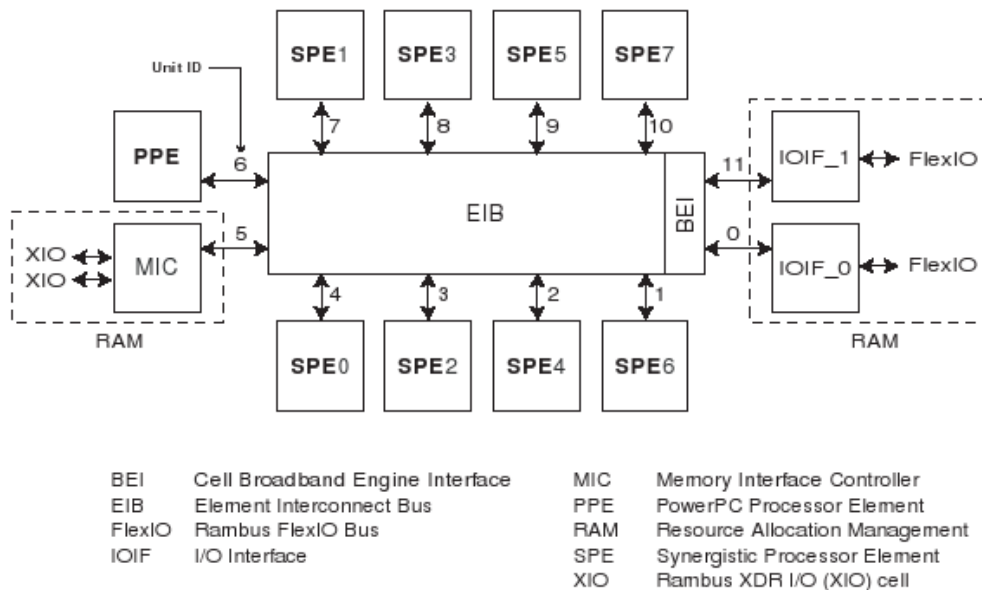 SPE1 SPE3 SPE5 SPE7
Unit ID
7 8 9 10
PPE 6 11 IOIF_1 FlexIO
EIB BEI
XIO MIC 5 0 IOIF_0 FlexIO
XIO
4 3 2 1
RAM RAM
SPE0 SPE2 SPE4 SPE6
BEI Cell Broadband Engine Interface
EIB Element Interconnect Bus
FlexIO Rambus FlexIO Bus
IOIF I/O Interface
MIC Memory Interface Controller
PPE PowerPC Processor Element
RAM Resource Allocation Management
SPE Synergistic Processor Element
XIO Rambus XDR I/O (XIO) cell